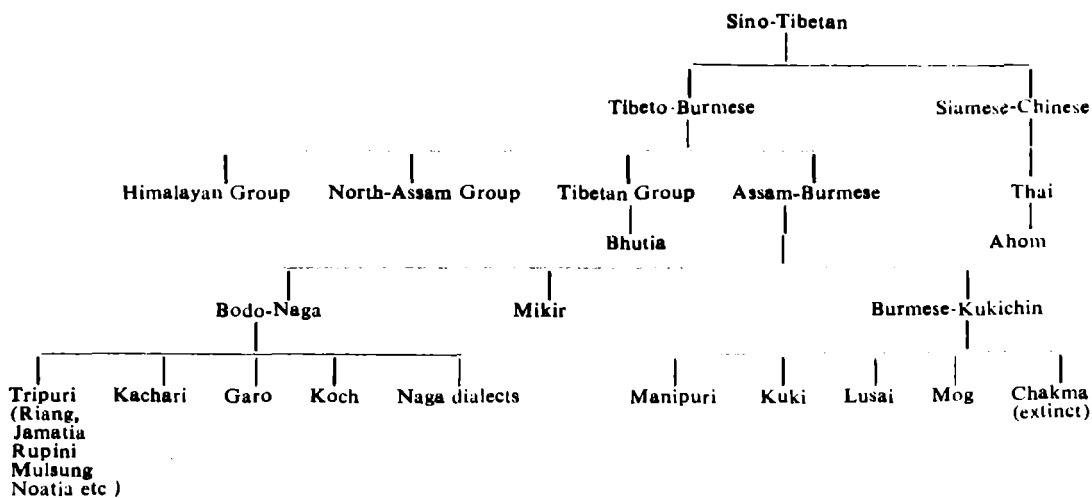 Sino-Tibetan
Tibeto-Burmese Siamese-Chinese
Himalayan Group North-Assam Group Tibetan Group Assam-Burmese Thai
Bhutia Ahom
Bodo-Naga Mikir Burmese-Kukichin
Tripuri Kachari Garo Koch Naga dialects Manipuri Kuki Lusai Mog Chakma
(Riang, (extinct)
Jamatia
Rupini
Mulsung
Noatia etc )